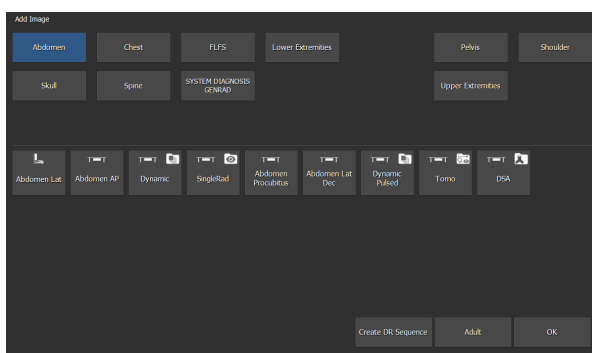 Add Image
Abdomen
Chest
FLFS
Lower Extremities
Pelvis
Shoulder
Skull
Spine
SYSTEM DIAGNOSIS
GENRAD
Upper Extremities
Abdomen Lat
Abdomen AP
Dynamic
SingleRad
Abdomen
Procubitus
Abdomen Lat
Dec
Dynamic
Pulsed
Tomo
DSA
Create DR Sequence
Adult
OK